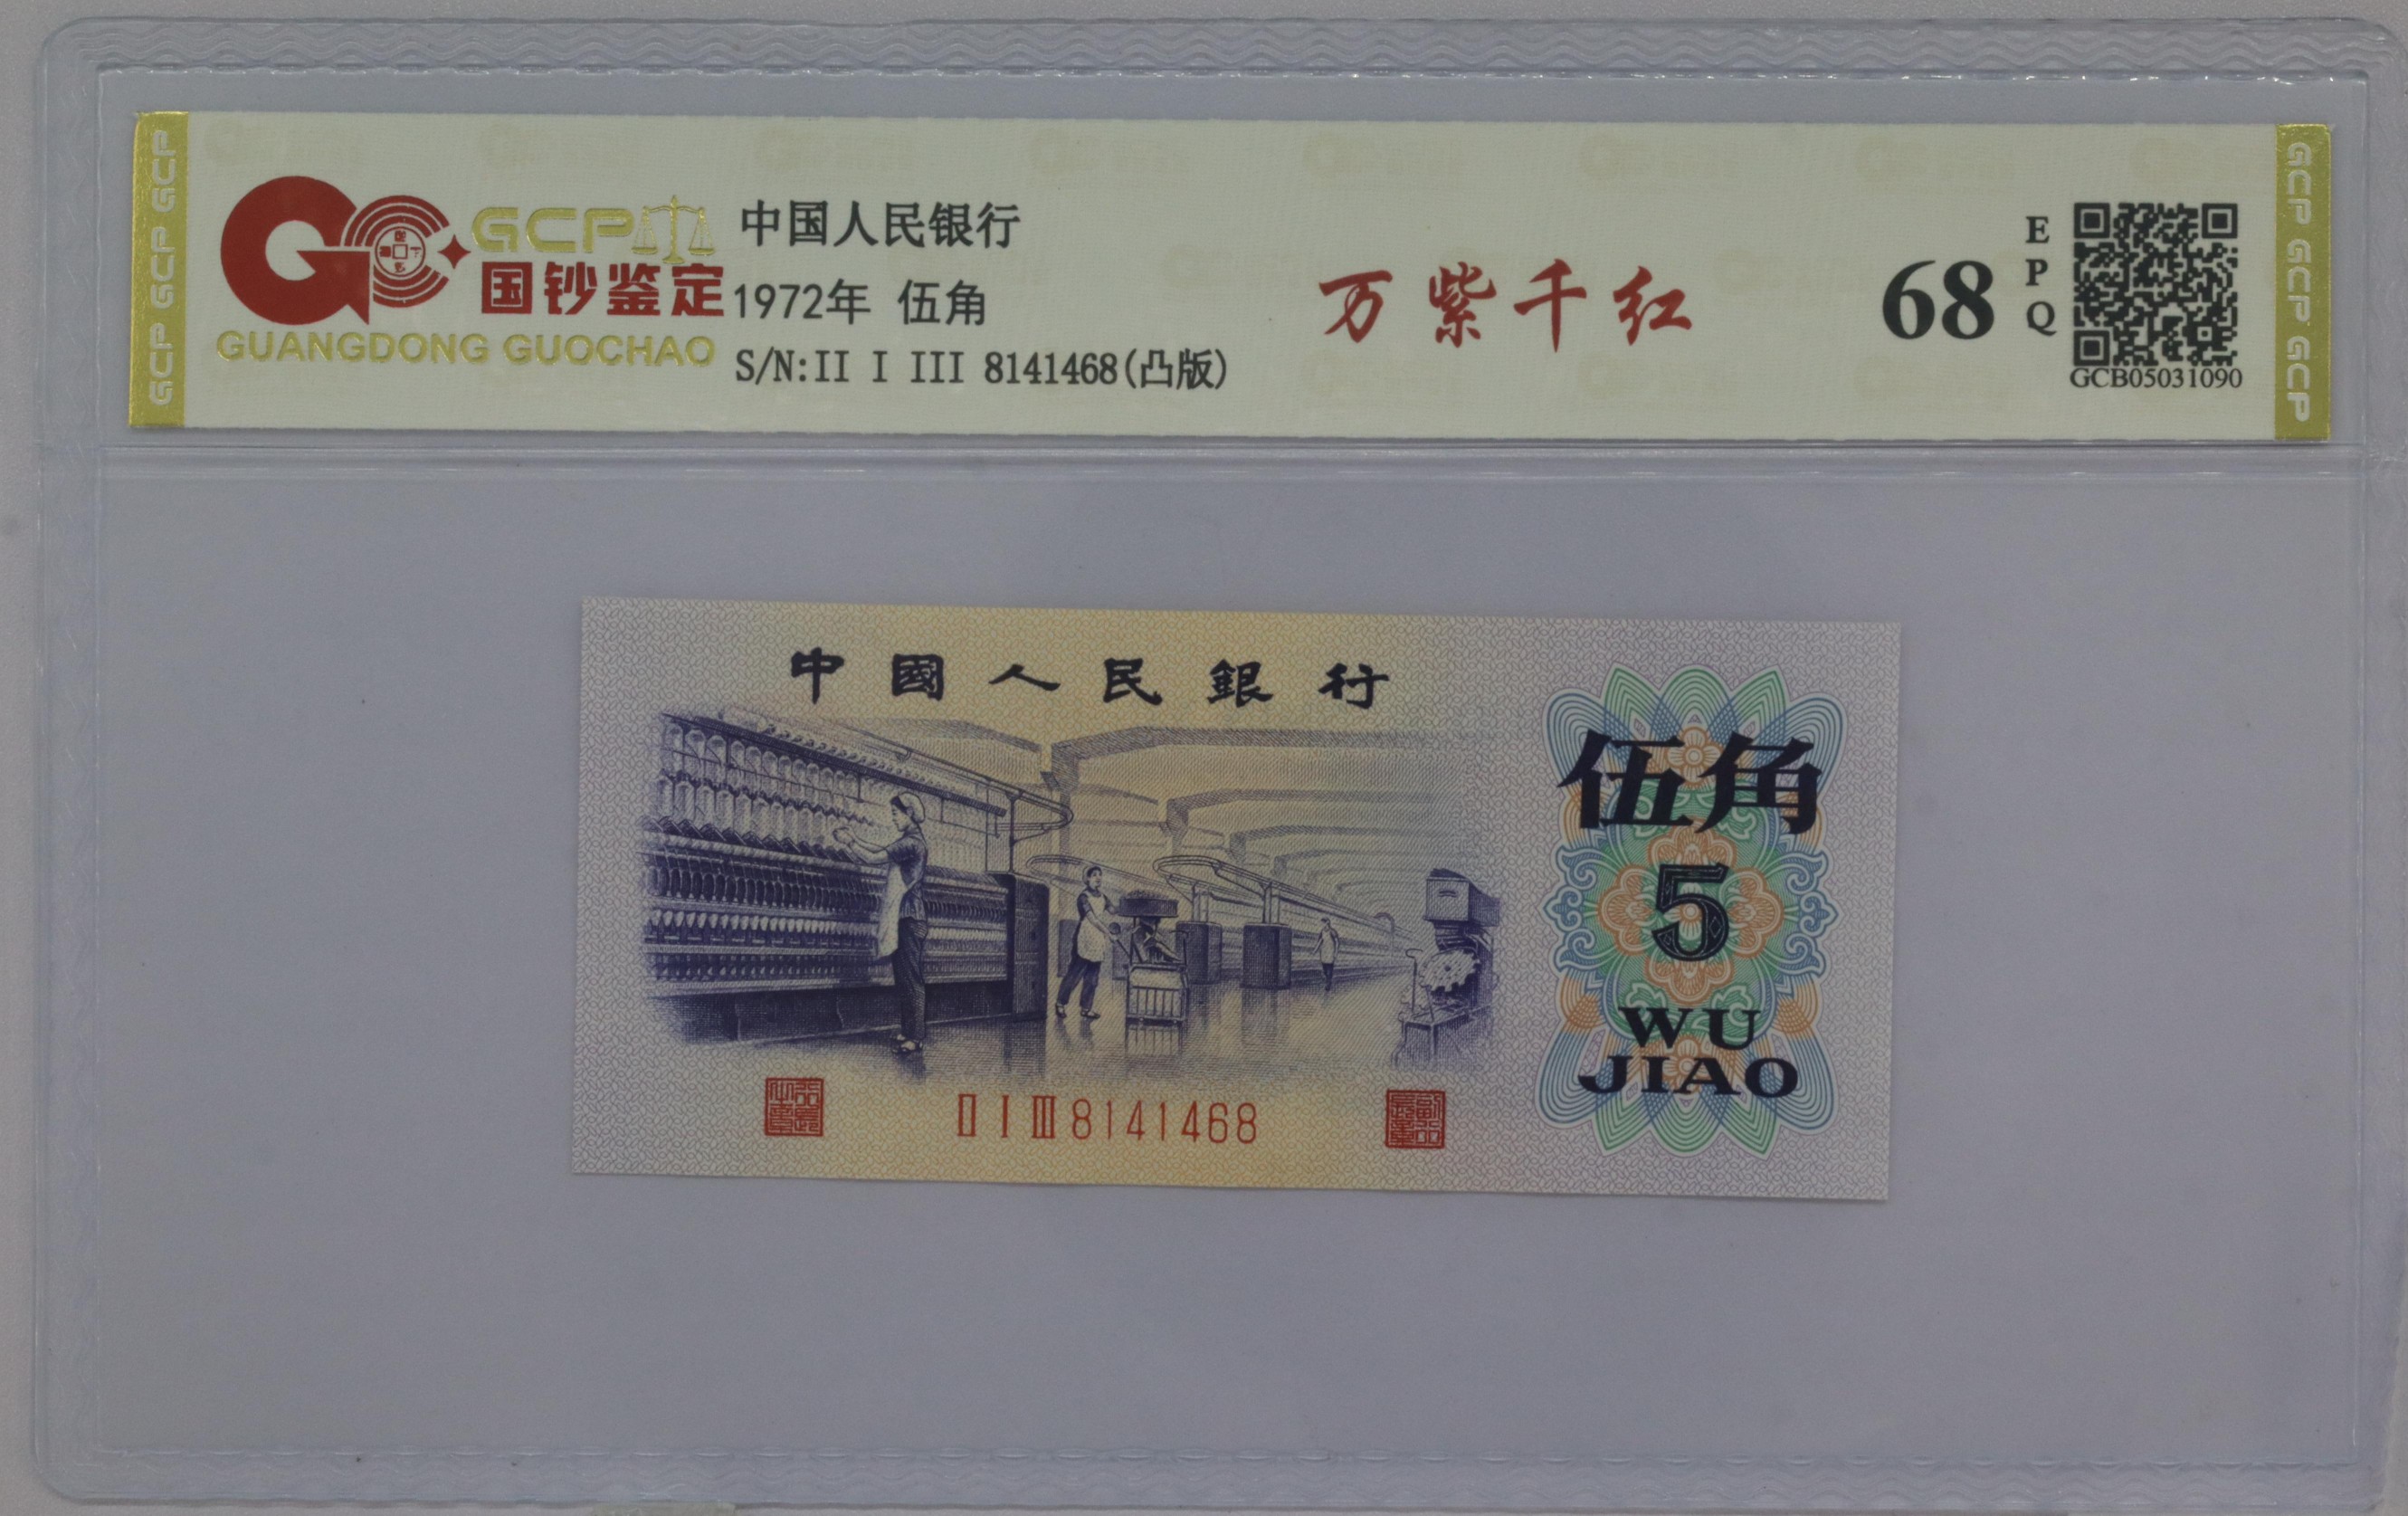 GCP GCP GCP
GCP
国钞鉴定
GUANGDONG GUOCHAO
中国人民银行
1972年 伍角
S/N:II I III 8141468(凸版)
万紫千红
68
EPQ
GCB05031090
GCP GCP GCP
中國人民銀行
伍角
5
WU
JIAO
II I III 8141468